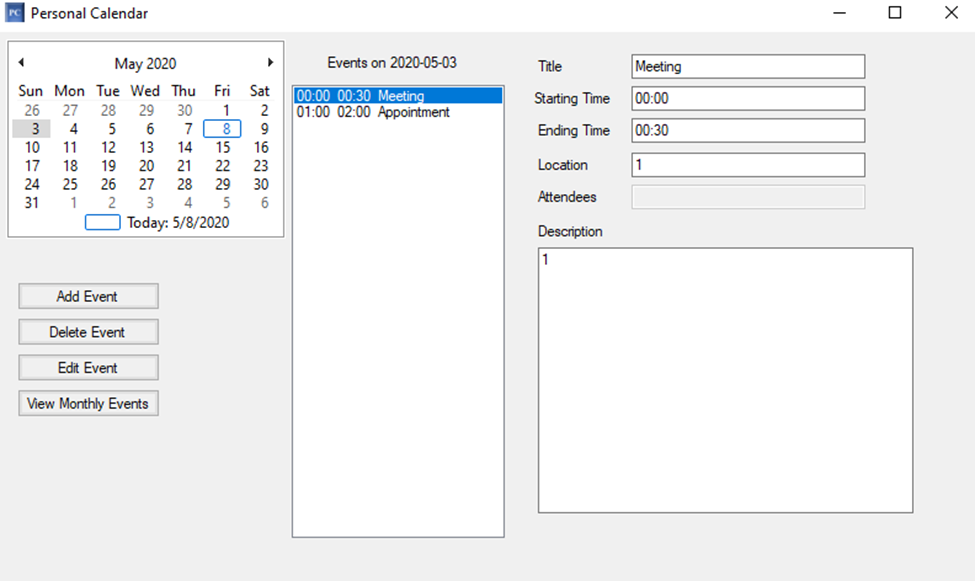 PC Personal Calendar
May 2020
Sun Mon Tue Wed Thu Fri Sat
26 27 28 29 30 1 2
3 4 5 6 7 8 9
10 11 12 13 14 15 16
17 18 19 20 21 22 23
24 25 26 27 28 29 30
31 1 2 3 4 5 6
Today: 5/8/2020
Add Event
Delete Event
Edit Event
View Monthly Events
Events on 2020-05-03
00:00 00:30 Meeting
01:00 02:00 Appointment
Title Meeting
Starting Time 00:00
Ending Time 00:30
Location 1
Attendees
Description
1